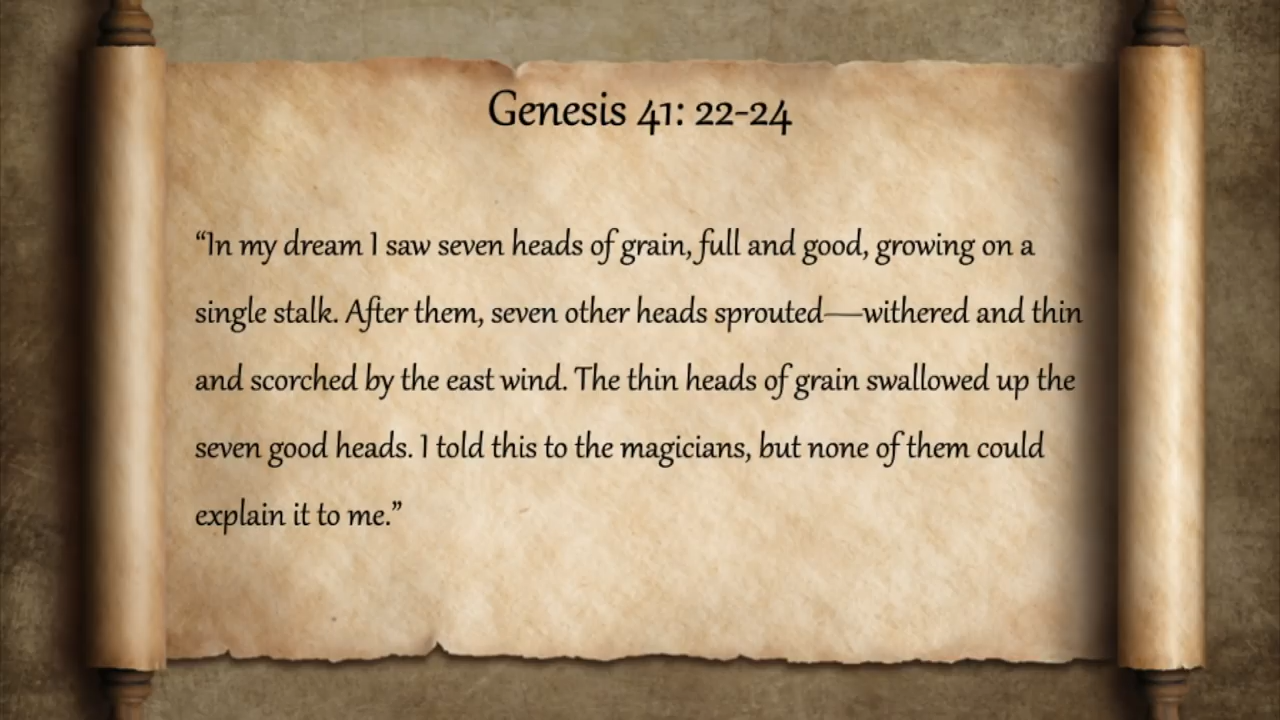 Genesis 41: 22-24
“In my dream I saw seven heads of grain, full and good, growing on a
single stalk. After them, seven other heads sprouted—withered and thin
and scorched by the east wind. The thin heads of grain swallowed up the
seven good heads. I told this to the magicians, but none of them could
explain it to me.”